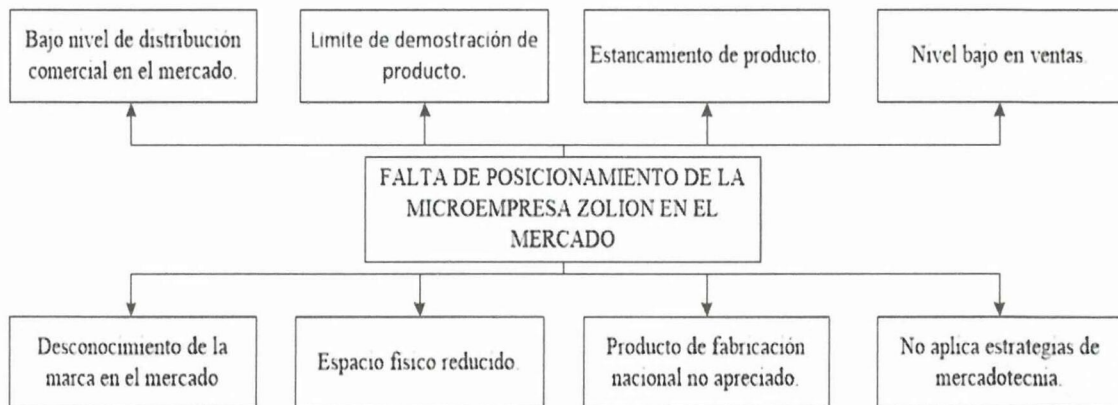 Bajo nivel de distribución
comercial en el mercado.
Limite de demostración de
producto.
Estancamiento de producto.
Nivel bajo en ventas.
FALTA DE POSICIONAMIENTO DE LA
MICROEMPRESA ZOLION EN EL
MERCADO
Desconocimiento de la
marca en el mercado
Espacio físico reducido.
Producto de fabricación
nacional no apreciado.
No aplica estrategias de
mercadotecnia.